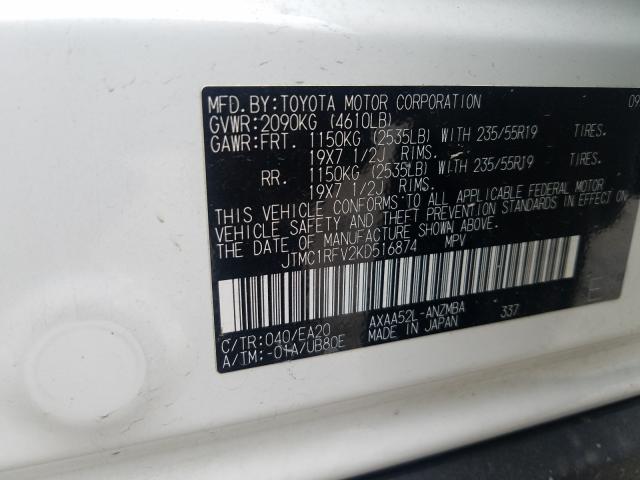 MFD.BY:TOYOTA MOTOR CORPORATION 09
GVWR:2090KG (4610LB)
GAWR:FRT. 1150KG (2535LB) WITH 235/55R19 TIRES.
19X7 1/2J RIMS.
RR. 1150KG (2535LB) WITH 235/55R19 TIRES.
19X7 1/2J RIMS.
THIS VEHICLE CONFORMS TO ALL APPLICABLE FEDERAL MOTOR
VEHICLE SAFETY AND THEFT PREVENTION STANDARDS IN EFFECT ON
THE DATE OF MANUFACTURE SHOWN ABOVE.
JTMC1RFV2KD516874 MPV
C/TR:040/EA20 AXAA52L-ANZMBA 337
A/TM:-01A/UB80E MADE IN JAPAN
E